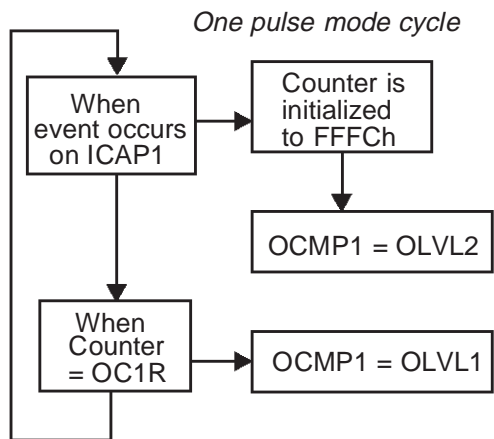 One pulse mode cycle
When
event occurs
on ICAP1
Counter is
initialized
to FFFCh
OCMP1 = OLVL2
When
Counter
= OC1R
OCMP1 = OLVL1